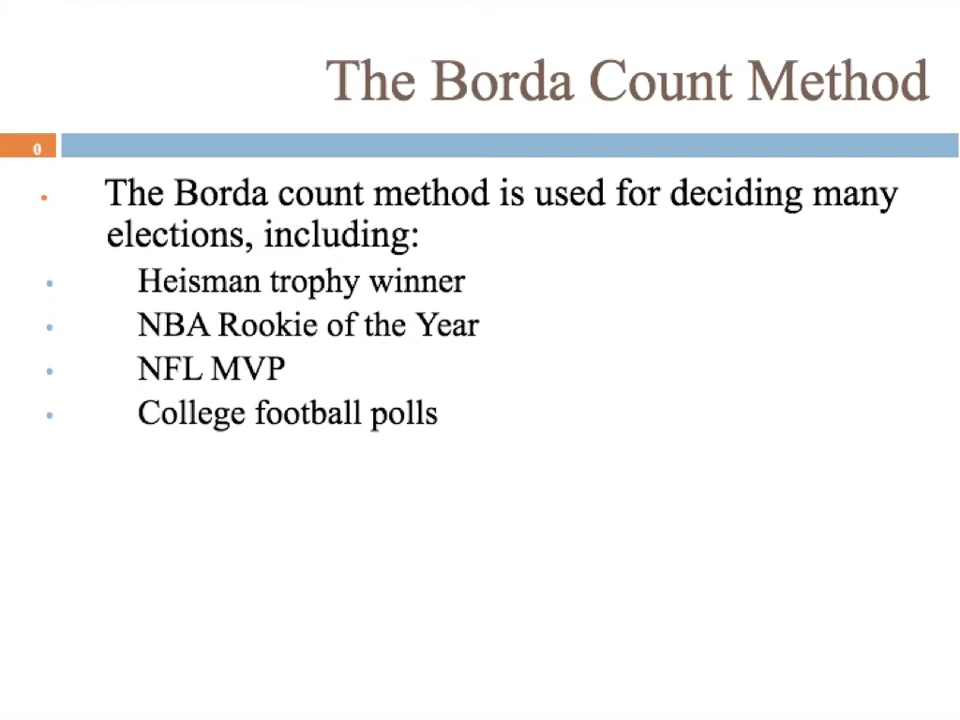 The Borda Count Method
0
• The Borda count method is used for deciding many
elections, including:
• Heisman trophy winner
• NBA Rookie of the Year
• NFL MVP
• College football polls